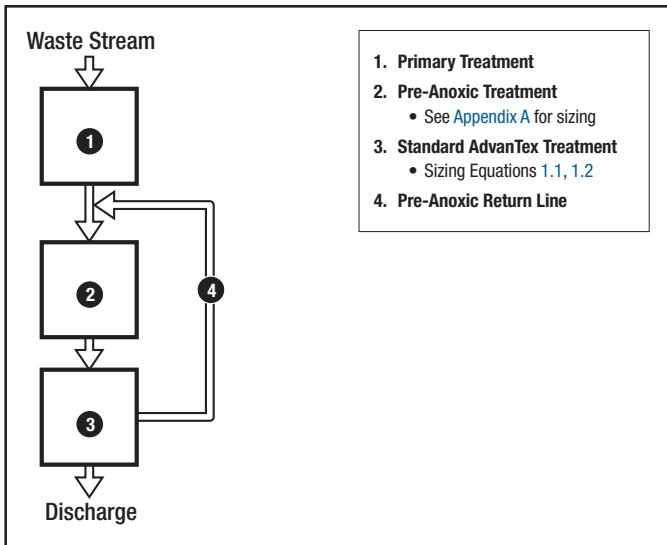 Waste Stream
1
2
3
4
Discharge
1. Primary Treatment
2. Pre-Anoxic Treatment
• See Appendix A for sizing
3. Standard AdvanTex Treatment
• Sizing Equations 1.1, 1.2
4. Pre-Anoxic Return Line